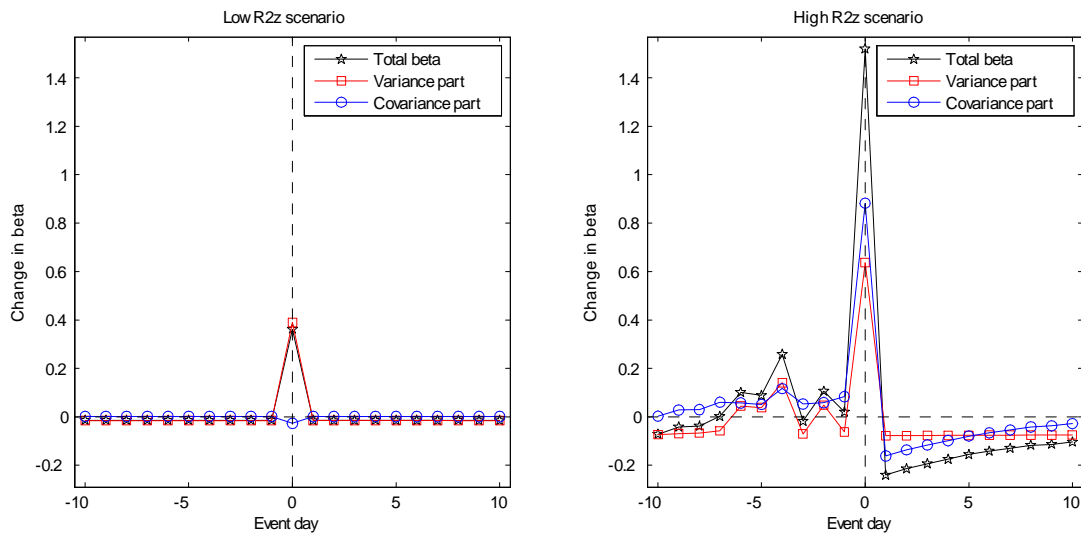 Low R2z scenario
Total beta
Variance part
Covariance part
1.4
1.2
1
0.8
0.6
0.4
0.2
0
-0.2
Change in beta
-10
-5
0
5
10
Event day
High R2z scenario
Total beta
Variance part
Covariance part
1.4
1.2
1
0.8
0.6
0.4
0.2
0
-0.2
Change in beta
-10
-5
0
5
10
Event day